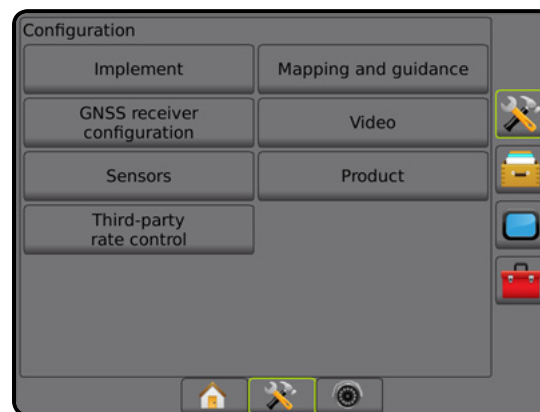 Configuration
Implement
Mapping and guidance
GNSS receiver
configuration
Video
Sensors
Product
Third-party
rate control